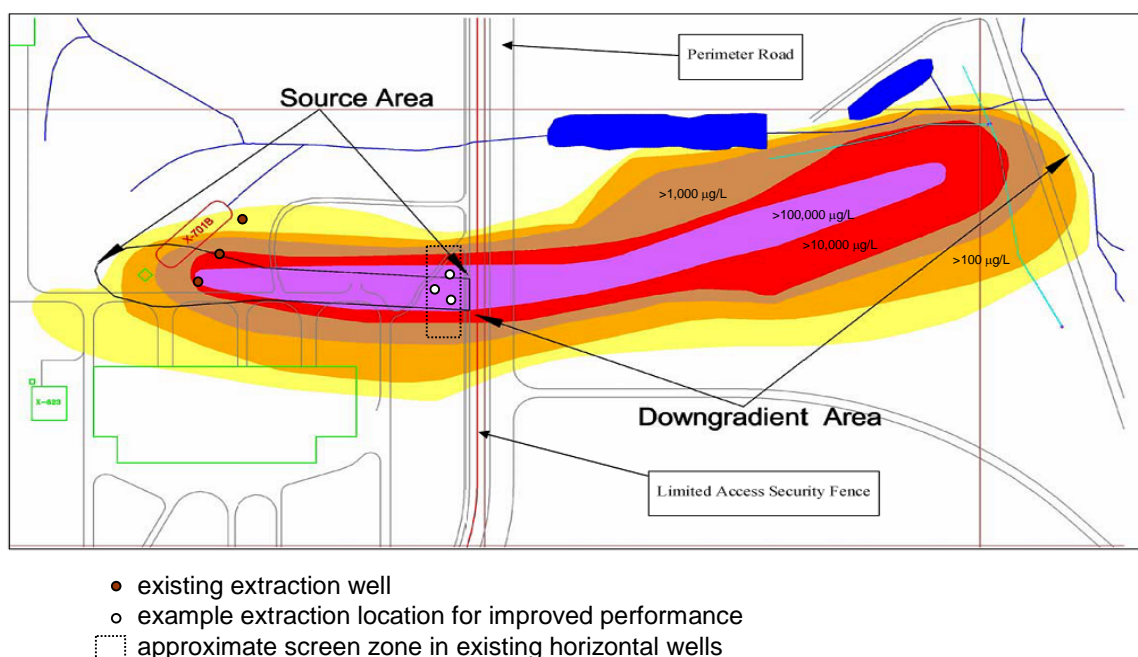 Perimeter Road
Source Area
X-701B
>1,000 µg/L
>100,000 µg/L
>10,000 µg/L
>100 µg/L
X-623
Downgradient Area
Limited Access Security Fence
existing extraction well
example extraction location for improved performance
approximate screen zone in existing horizontal wells